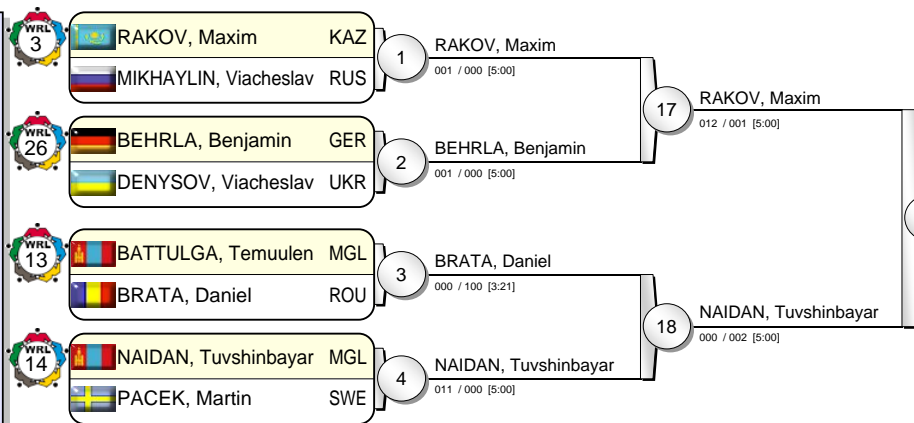 WRL
3
RAKOV, Maxim KAZ
MIKHAYLIN, Viacheslav RUS
1
RAKOV, Maxim
001 / 000 [5:00]
WRL
26
BEHRLA, Benjamin GER
DENYSOV, Viacheslav UKR
2
BEHRLA, Benjamin
001 / 000 [5:00]
17
RAKOV, Maxim
012 / 001 [5:00]
WRL
13
BATTULGA, Temuulen MGL
BRATA, Daniel ROU
3
BRATA, Daniel
000 / 100 [3:21]
WRL
14
NAIDAN, Tuvshinbayar MGL
PACEK, Martin SWE
4
NAIDAN, Tuvshinbayar
011 / 000 [5:00]
18
NAIDAN, Tuvshinbayar
000 / 002 [5:00]